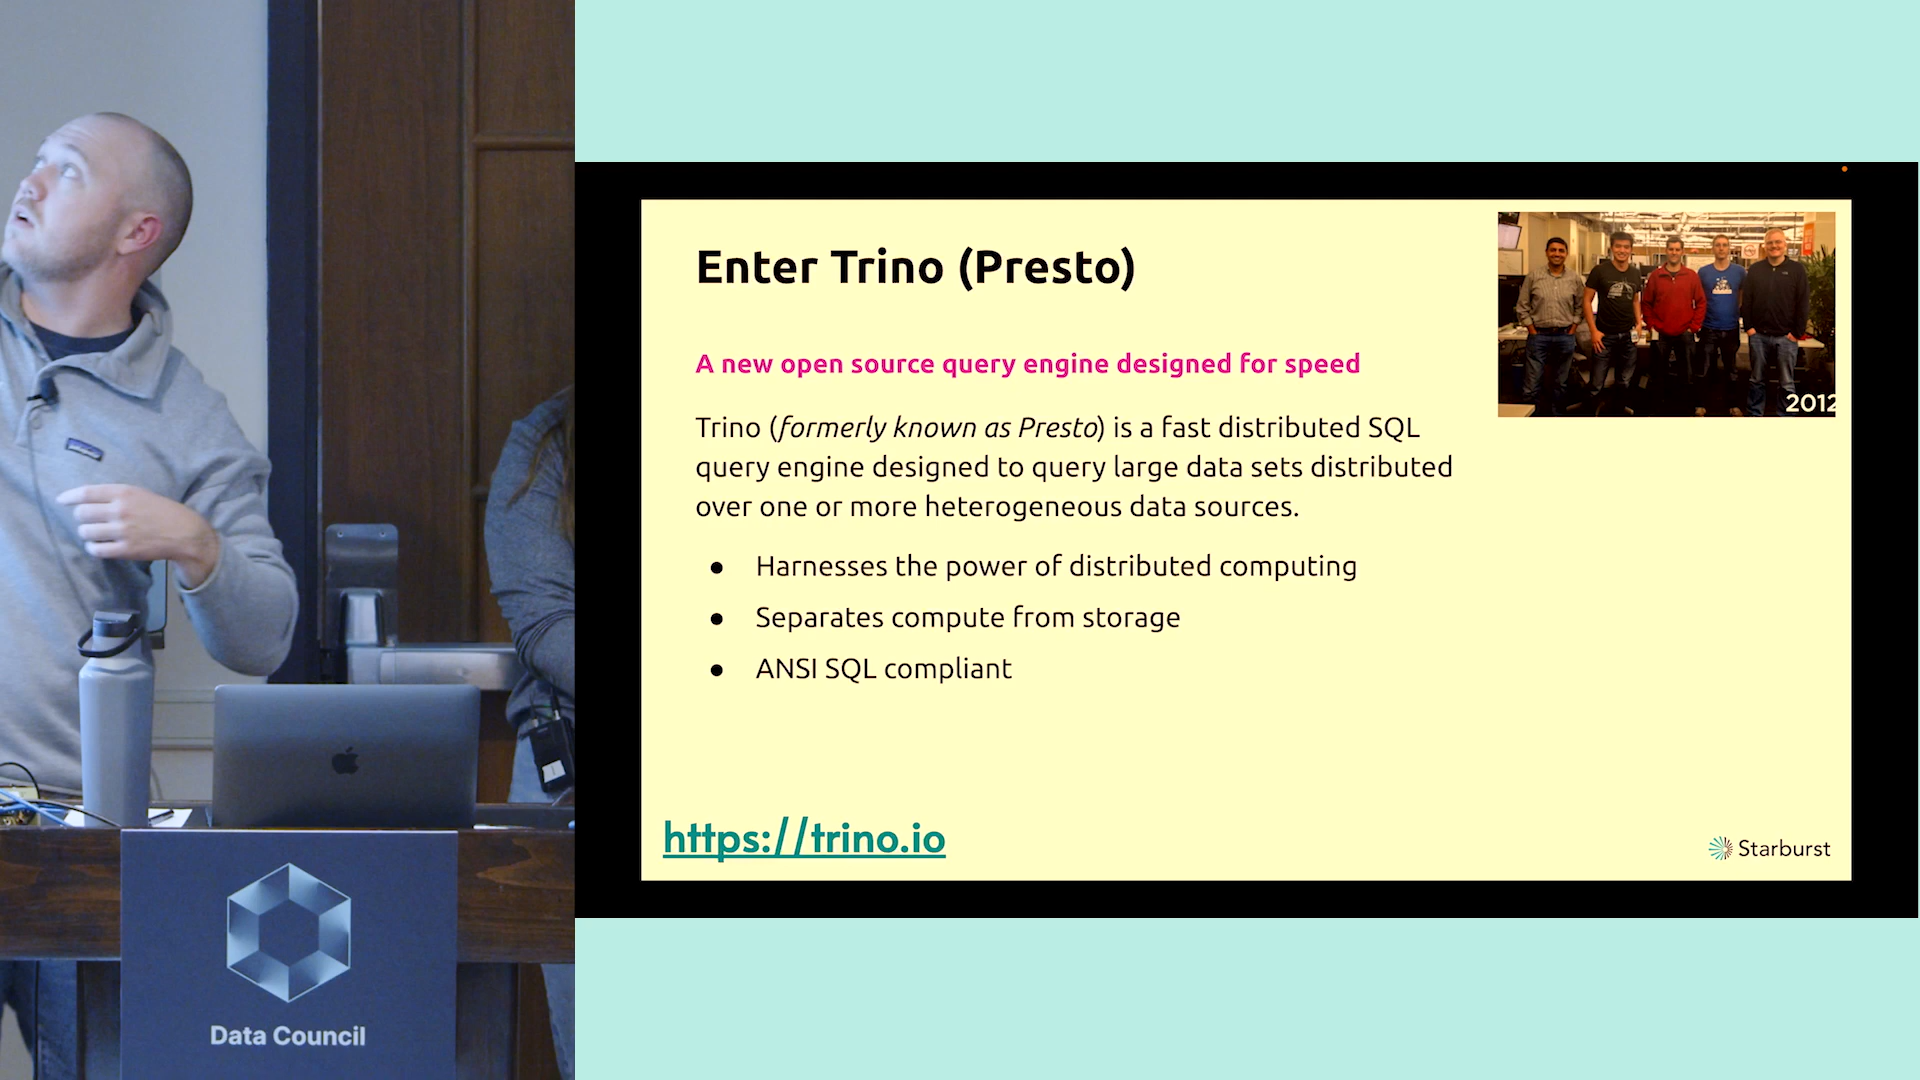 Enter Trino (Presto)
A new open source query engine designed for speed
Trino (formerly known as Presto) is a fast distributed SQL
query engine designed to query large data sets distributed
over one or more heterogeneous data sources.
● Harnesses the power of distributed computing
● Separates compute from storage
● ANSI SQL compliant
https://trino.io
2012
Starburst
Data Council